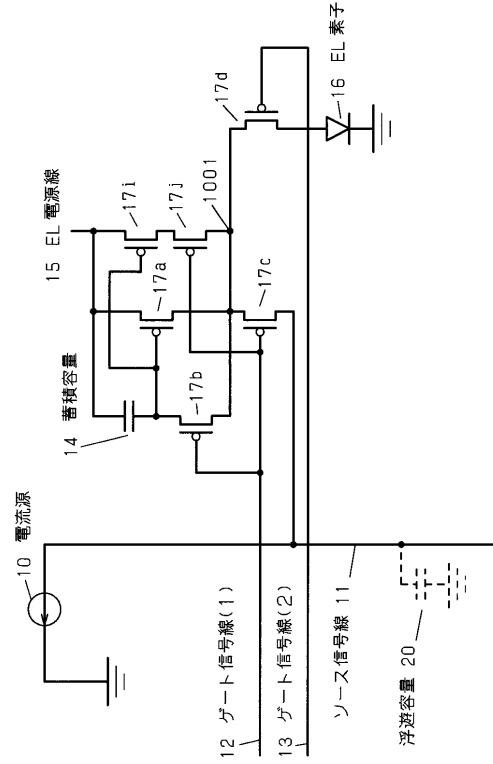 10 電流源
14 蓄積容量
15 EL 電源線
17i
17j
17a
17b
1001
17c
17d
16 EL 素子
12 ゲート信号線(1)
13 ゲート信号線(2)
ソース信号線 11
浮遊容量 20